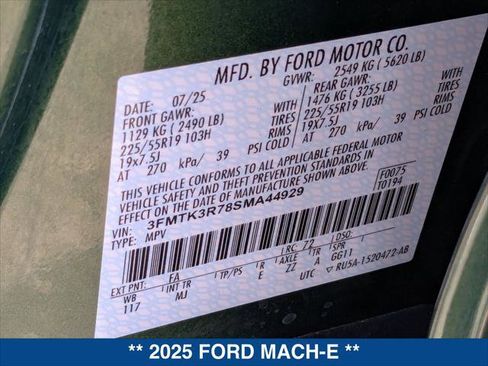 MFD. BY FORD MOTOR CO.
DATE: 07/25 GVWR: 2549 KG (5620 LB)
FRONT GAWR: REAR GAWR:
1129 KG (2490 LB) 1476 KG (3255 LB)
225/55R19 103H TIRES 225/55R19 103H TIRES
19x7.5J RIMS 19x7.5J RIMS
AT 270 kPa/ 39 PSI COLD AT 270 kPa/ 39 PSI COLD
THIS VEHICLE CONFORMS TO ALL APPLICABLE FEDERAL MOTOR
VEHICLE SAFETY AND THEFT PREVENTION STANDARDS IN
EFFECT ON THE DATE OF MANUFACTURE SHOWN ABOVE.
VIN: 3FMTK3R78SMA44929 F0075
TYPE: MPV T0194
EXT PNT: FA RC: 72 DSO:
WB INT TR TP/PS R AXLE TR SPR
117 MJ E ZZ A GG11
UTC RU5A-1520472-AB
** 2025 FORD MACH-E **